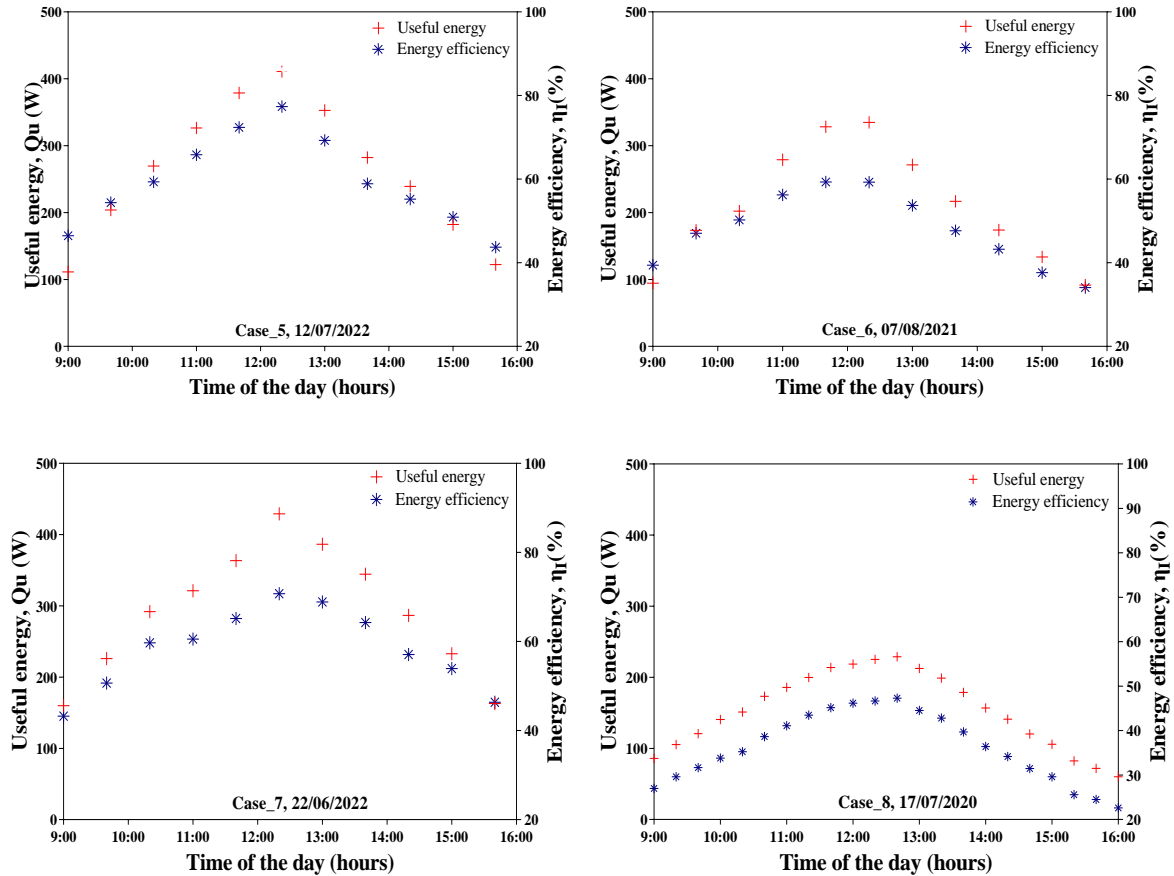 500
400
300
200
100
0
Useful energy, Qu (W)
Useful energy
Energy efficiency
Case_5, 12/07/2022
100
80
60
40
20
Energy efficiency, ηI(%)
9:00 10:00 11:00 12:00 13:00 14:00 15:00 16:00
Time of the day (hours)
500
400
300
200
100
0
Useful energy, Qu (W)
Useful energy
Energy efficiency
Case_6, 07/08/2021
100
80
60
40
20
Energy efficiency, ηI(%)
9:00 10:00 11:00 12:00 13:00 14:00 15:00 16:00
Time of the day (hours)
500
400
300
200
100
0
Useful energy, Qu (W)
Useful energy
Energy efficiency
Case_7, 22/06/2022
100
80
60
40
20
Energy efficiency, ηI(%)
9:00 10:00 11:00 12:00 13:00 14:00 15:00 16:00
Time of the day (hours)
500
400
300
200
100
0
Useful energy, Qu (W)
Useful energy
Energy efficiency
Case_8, 17/07/2020
100
90
80
70
60
50
40
30
20
Energy efficiency, ηI(%)
9:00 10:00 11:00 12:00 13:00 14:00 15:00 16:00
Time of the day (hours)